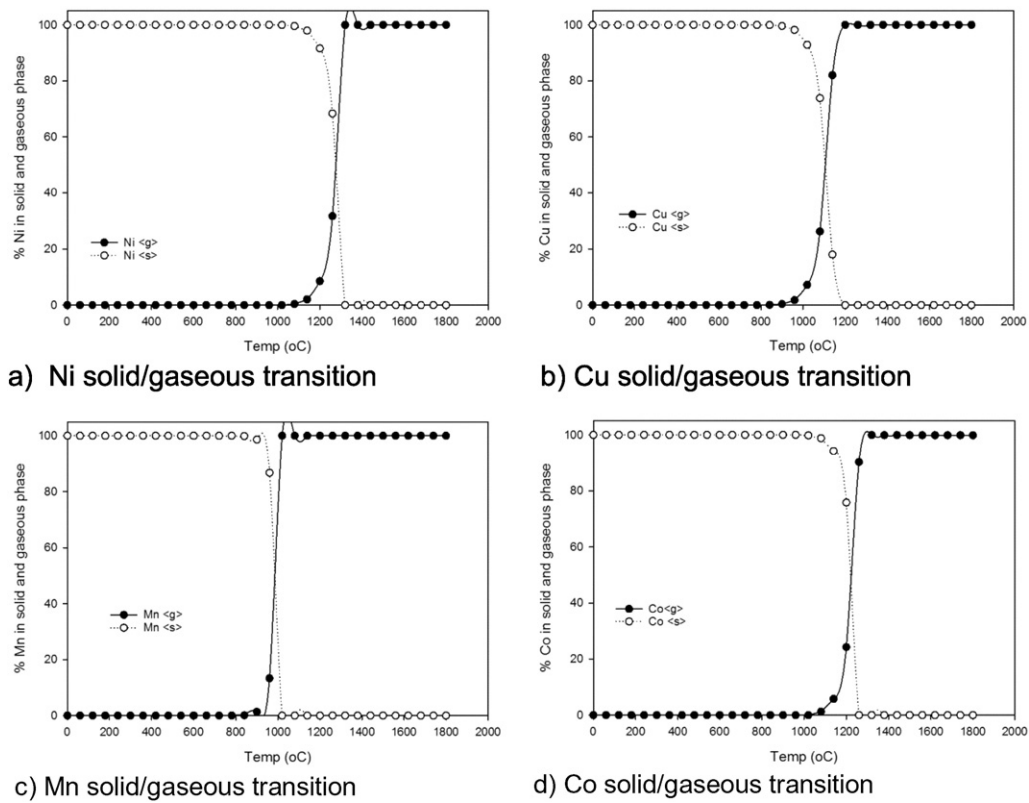 % Ni in solid and gaseous phase
100
80
60
40
20
0
Ni <g>
Ni <s>
0 200 400 600 800 1000 1200 1400 1600 1800 2000
Temp (oC)
a) Ni solid/gaseous transition
% Cu in solid and gaseous phase
100
80
60
40
20
0
Cu <g>
Cu <s>
0 200 400 600 800 1000 1200 1400 1600 1800 2000
Temp (oC)
b) Cu solid/gaseous transition
% Mn in solid and gaseous phase
100
80
60
40
20
0
Mn <g>
Mn <s>
0 200 400 600 800 1000 1200 1400 1600 1800 2000
Temp (oC)
c) Mn solid/gaseous transition
% Co in solid and gaseous phase
100
80
60
40
20
0
Co<g>
Co <s>
0 200 400 600 800 1000 1200 1400 1600 1800 2000
Temp (oC)
d) Co solid/gaseous transition